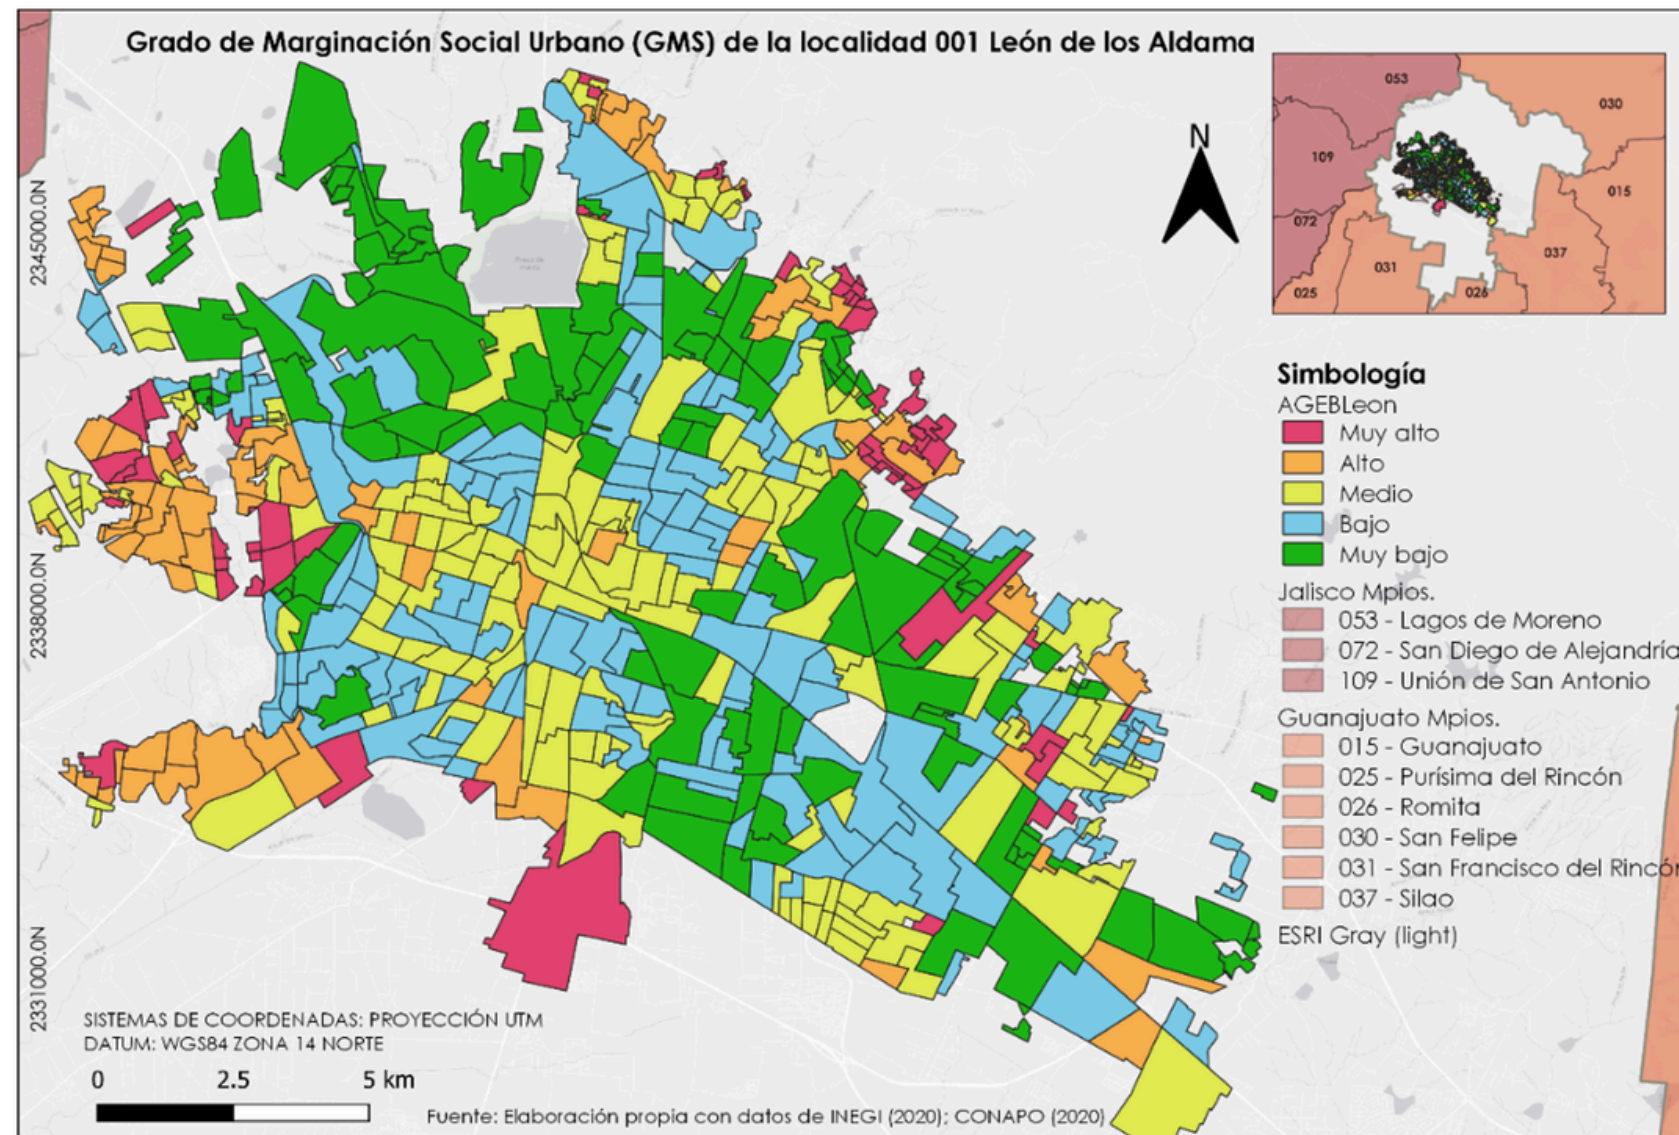 Grado de Marginación Social Urbano (GMS) de la localidad 001 León de los Aldama
053
030
109
015
072
037
031
025
026
N
2345000.0N
2338000.0N
2331000.0N
Simbología
AGEBLeon
Muy alto
Alto
Medio
Bajo
Muy bajo
Jalisco Mpios.
053 - Lagos de Moreno
072 - San Diego de Alejandría
109 - Unión de San Antonio
Guanajuato Mpios.
015 - Guanajuato
025 - Purísima del Rincón
026 - Romita
030 - San Felipe
031 - San Francisco del Rincón
037 - Silao
ESRI Gray (light)
SISTEMAS DE COORDENADAS: PROYECCIÓN UTM
DATUM: WGS84 ZONA 14 NORTE
0 2.5 5 km
Fuente: Elaboración propia con datos de INEGI (2020); CONAPO (2020)